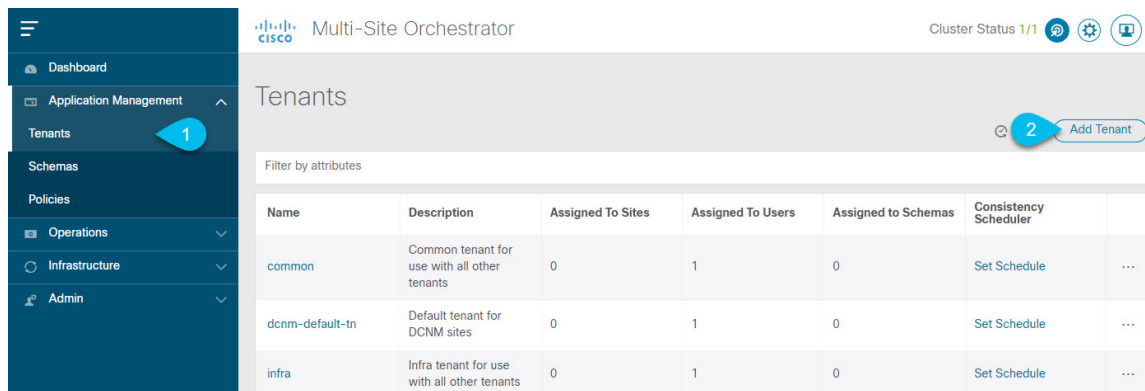 cisco Multi-Site Orchestrator
Cluster Status 1/1
Dashboard
Application Management
Tenants
1
Schemas
Policies
Operations
Infrastructure
Admin
Tenants
2
Add Tenant
Filter by attributes
Name Description Assigned To Sites Assigned To Users Assigned to Schemas Consistency
Scheduler
common Common tenant for
use with all other
tenants 0 1 0 Set Schedule ...
dcnm-default-tn Default tenant for
DCNM sites 0 1 0 Set Schedule ...
infra Infra tenant for use
with all other tenants 0 1 0 Set Schedule ...